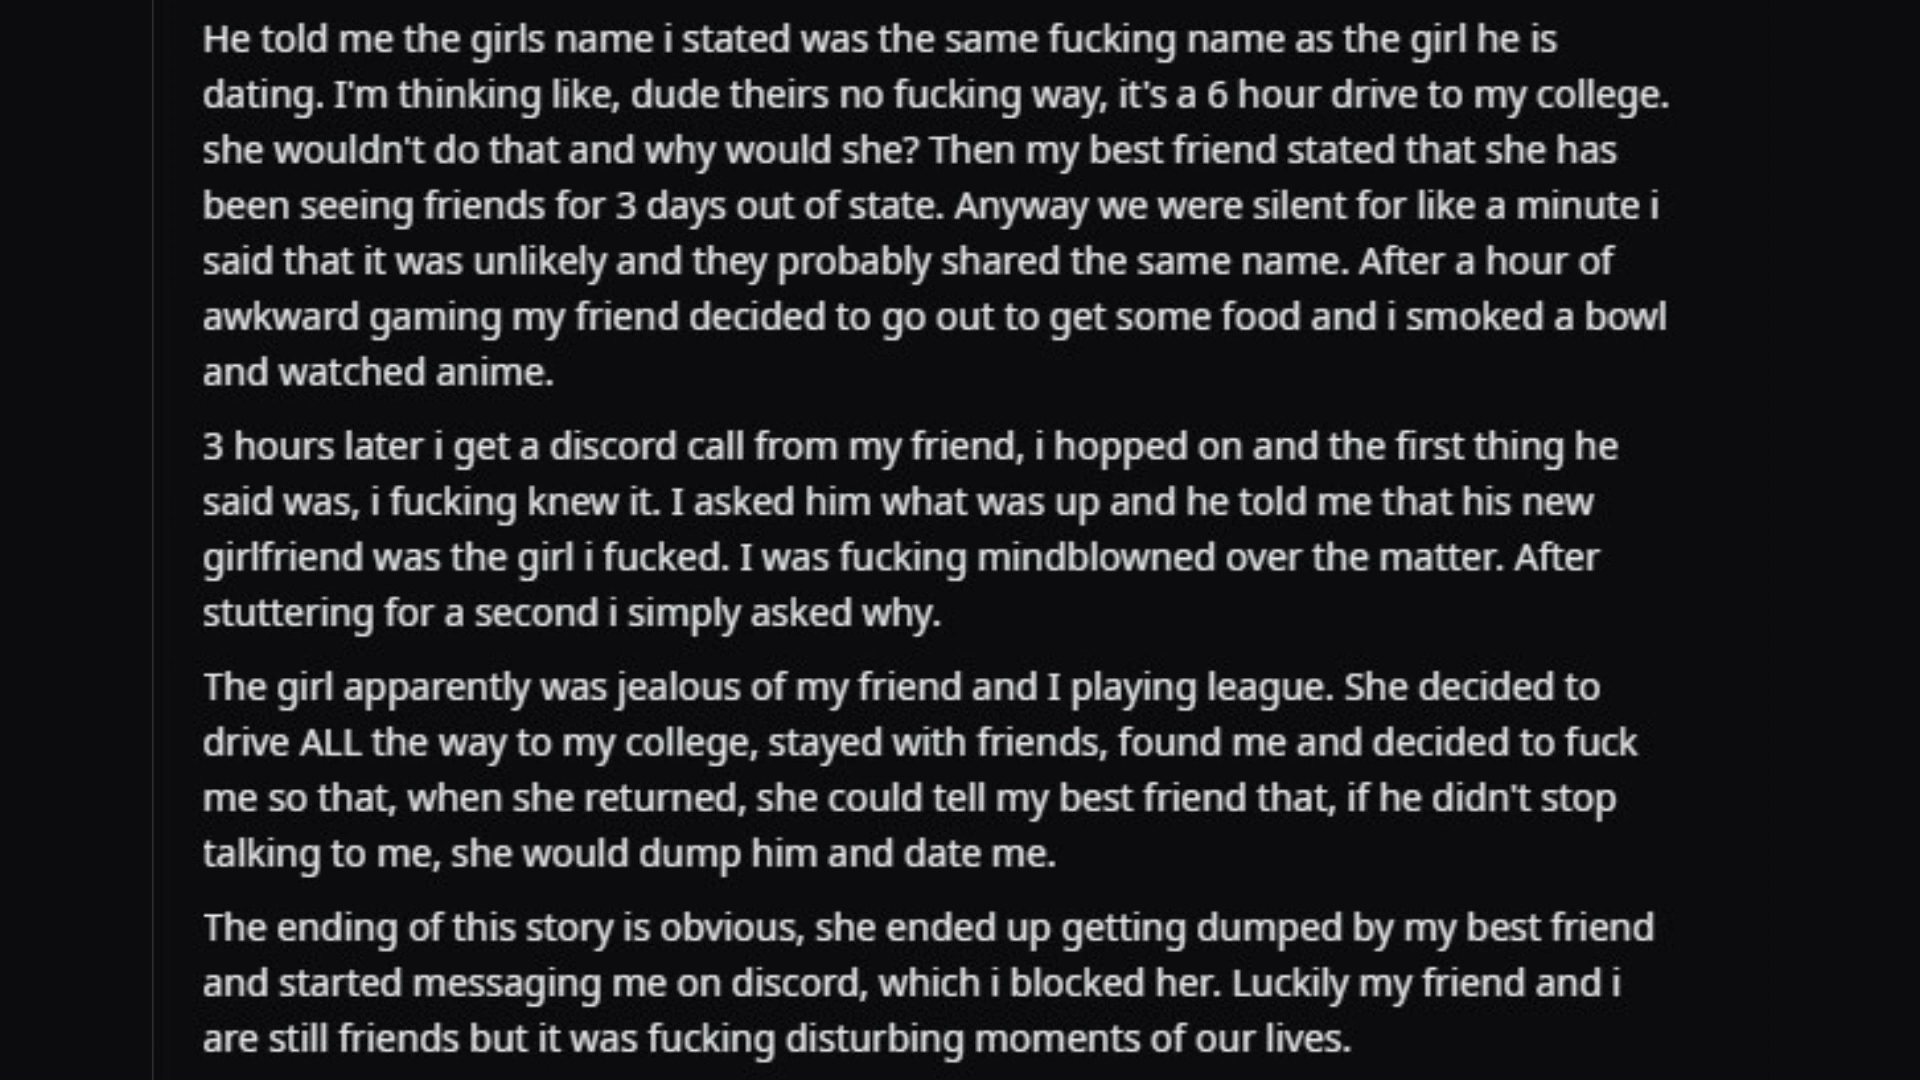 He told me the girls name i stated was the same fucking name as the girl he is
dating. I'm thinking like, dude theirs no fucking way, it's a 6 hour drive to my college.
she wouldn't do that and why would she? Then my best friend stated that she has
been seeing friends for 3 days out of state. Anyway we were silent for like a minute i
said that it was unlikely and they probably shared the same name. After a hour of
awkward gaming my friend decided to go out to get some food and i smoked a bowl
and watched anime.
3 hours later i get a discord call from my friend, i hopped on and the first thing he
said was, i fucking knew it. I asked him what was up and he told me that his new
girlfriend was the girl i fucked. I was fucking mindblowned over the matter. After
stuttering for a second i simply asked why.
The girl apparently was jealous of my friend and I playing league. She decided to
drive ALL the way to my college, stayed with friends, found me and decided to fuck
me so that, when she returned, she could tell my best friend that, if he didn't stop
talking to me, she would dump him and date me.
The ending of this story is obvious, she ended up getting dumped by my best friend
and started messaging me on discord, which i blocked her. Luckily my friend and i
are still friends but it was fucking disturbing moments of our lives.